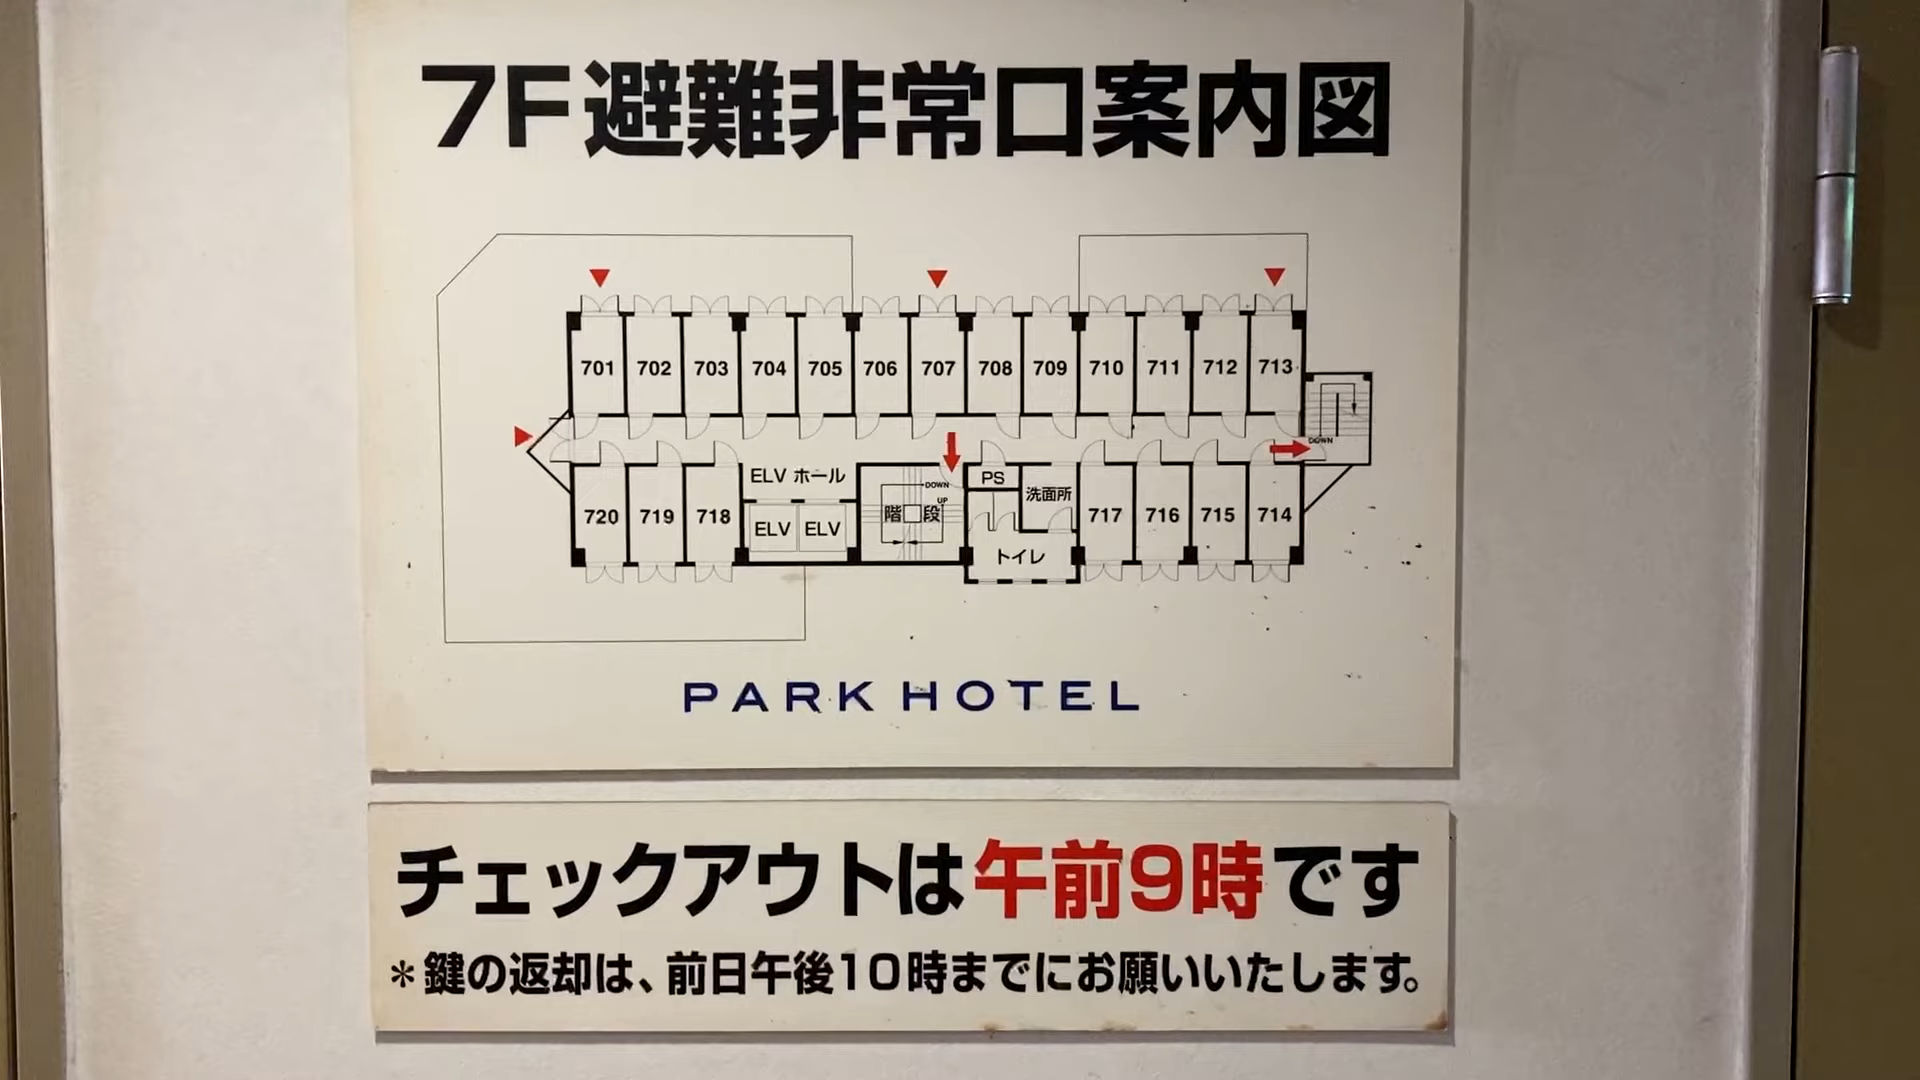 7F避難非常口案内図
701 702 703 704 705 706 707 708 709 710 711 712 713
DOWN
ELV ホール
PS
DOWN
洗面所
UP
720 719 718 ELV ELV 階段 717 716 715 714
トイレ
PARK HOTEL
チェックアウトは午前9時です
＊鍵の返却は、前日午後10時までにお願いいたします。